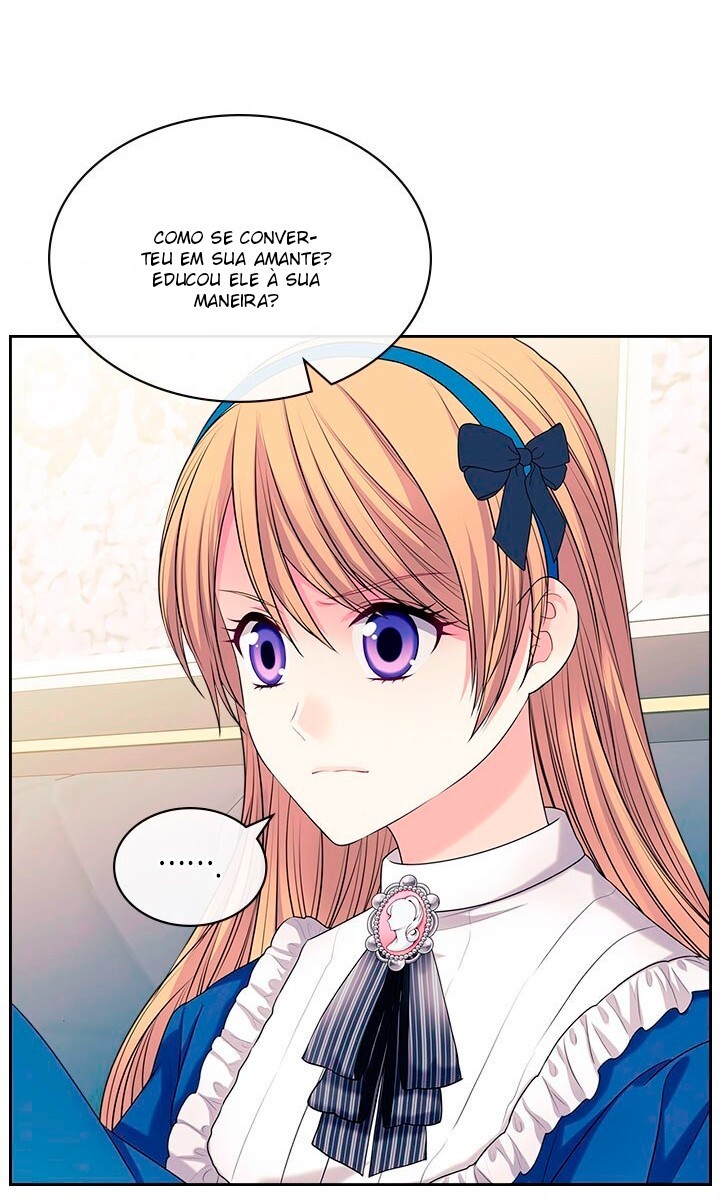 COMO SE CONVER-
TEU EM SUA AMANTE?
EDUCOU ELE À SUA
MANEIRA?
.......